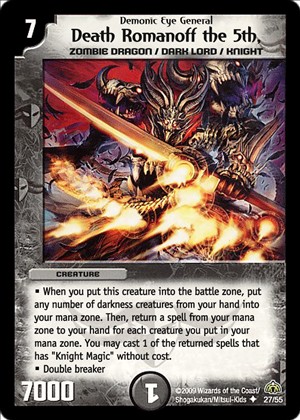 7
Demonic Eye General
Death Romanoff the 5th,
ZOMBIE DRAGON / DARK LORD / KNIGHT
CREATURE
• When you put this creature into the battle zone, put
any number of darkness creatures from your hand into
your mana zone. Then, return a spell from your mana
zone to your hand for each creature you put in your
mana zone. You may cast 1 of the returned spells that
has "Knight Magic" without cost.
• Double breaker
7000
1
©2009 Wizards of the Coast/
Shogakukan/Mitsui-Kids
27/55